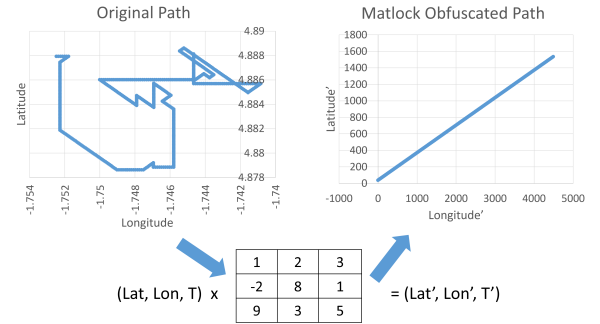 Original Path
4.89
4.888
4.886
4.884
4.882
4.88
4.878
Latitude
-1.754
-1.752
-1.75
-1.748
-1.746
-1.744
-1.742
-1.74
Longitude
Matlock Obfuscated Path
1800
1600
1400
1200
1000
800
600
400
200
0
Latitude'
-1000 0 1000 2000 3000 4000 5000
Longitude'
1 2 3
-2 8 1
9 3 5
(Lat, Lon, T) x
= (Lat', Lon', T')